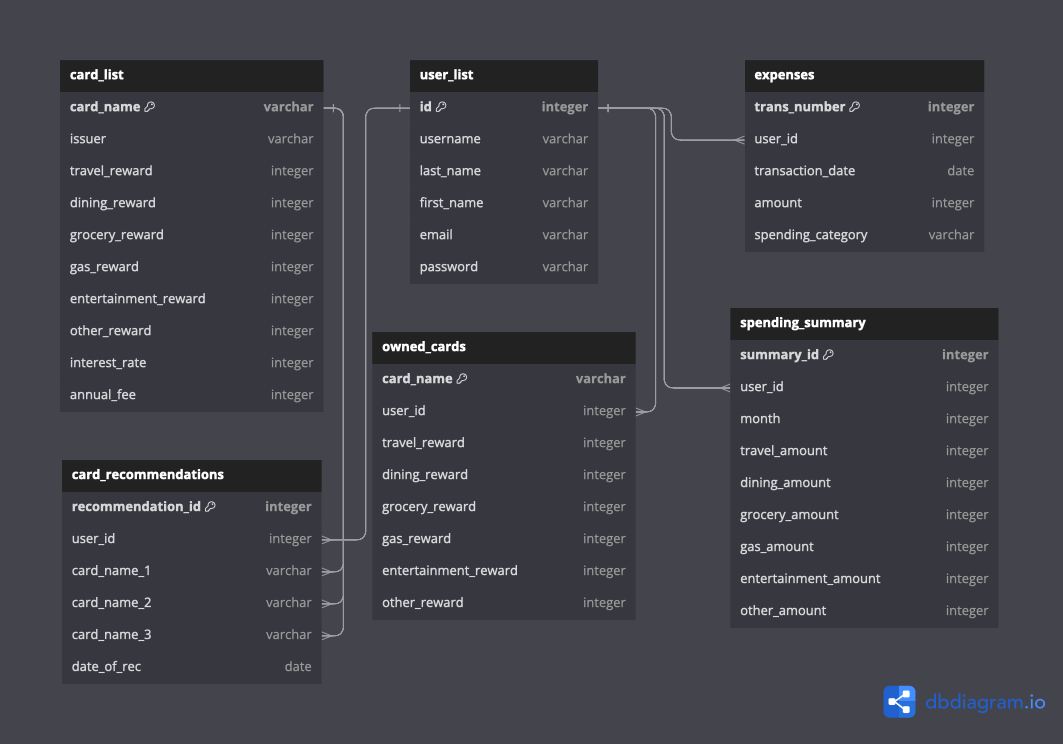 card_list
card_name varchar
issuer varchar
travel_reward integer
dining_reward integer
grocery_reward integer
gas_reward integer
entertainment_reward integer
other_reward integer
interest_rate integer
annual_fee integer
user_list
id integer
username varchar
last_name varchar
first_name varchar
email varchar
password varchar
expenses
trans_number integer
user_id integer
transaction_date date
amount integer
spending_category varchar
owned_cards
card_name varchar
user_id integer
travel_reward integer
dining_reward integer
grocery_reward integer
gas_reward integer
entertainment_reward integer
other_reward integer
spending_summary
summary_id integer
user_id integer
month integer
travel_amount integer
dining_amount integer
grocery_amount integer
gas_amount integer
entertainment_amount integer
other_amount integer
card_recommendations
recommendation_id integer
user_id integer
card_name_1 varchar
card_name_2 varchar
card_name_3 varchar
date_of_rec date
dbdiagram.io